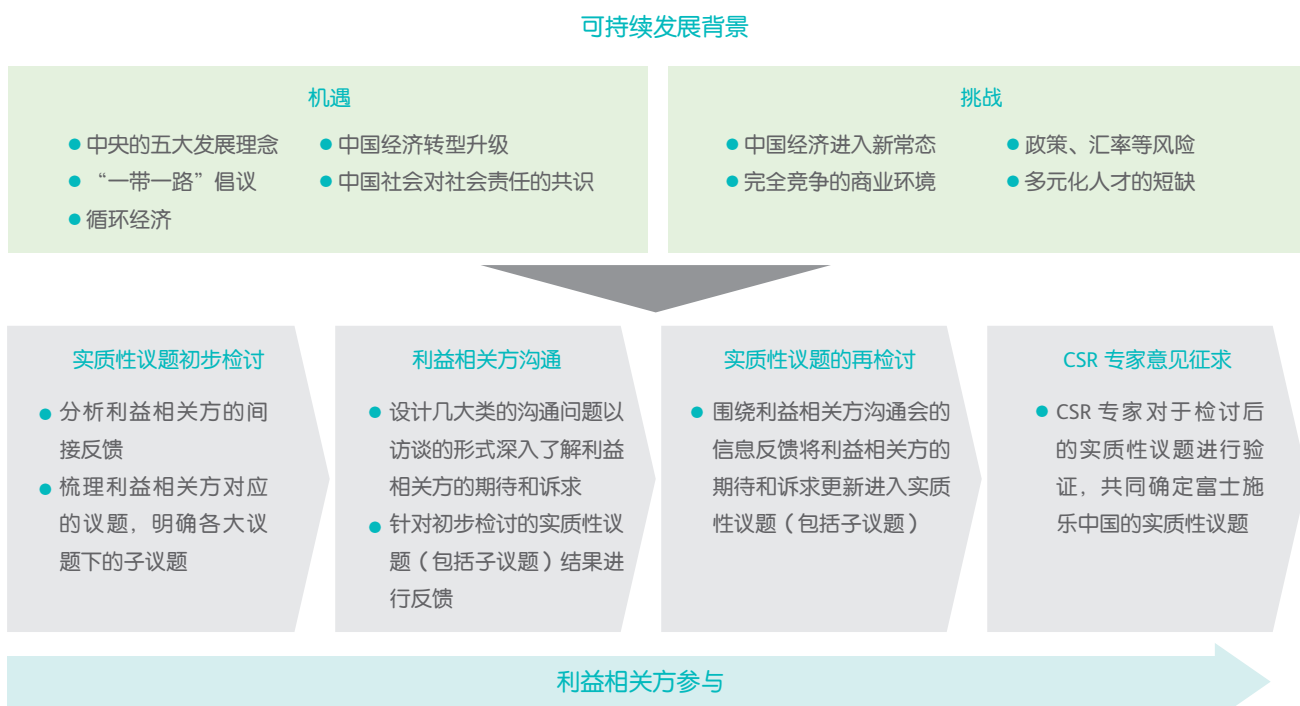 可持续发展背景
机遇
中央的五大发展理念
中国经济转型升级
“一带一路”倡议
中国社会对社会责任的共识
循环经济
挑战
中国经济进入新常态
政策、汇率等风险
完全竞争的商业环境
多元化人才的短缺
实质性议题初步检讨
分析利益相关方的间
接反馈
梳理利益相关方对应
的议题，明确各大议
题下的子议题
利益相关方沟通
设计几大类的沟通问题以
访谈的形式深入了解利益
相关方的期待和诉求
针对初步检讨的实质性议
题（包括子议题）结果进
行反馈
实质性议题的再检讨
围绕利益相关方沟通会的
信息反馈将利益相关方的
期待和诉求更新进入实质
性议题（包括子议题）
CSR 专家意见征求
CSR 专家对于检讨后
的实质性议题进行验
证，共同确定富士施
乐中国的实质性议题
利益相关方参与